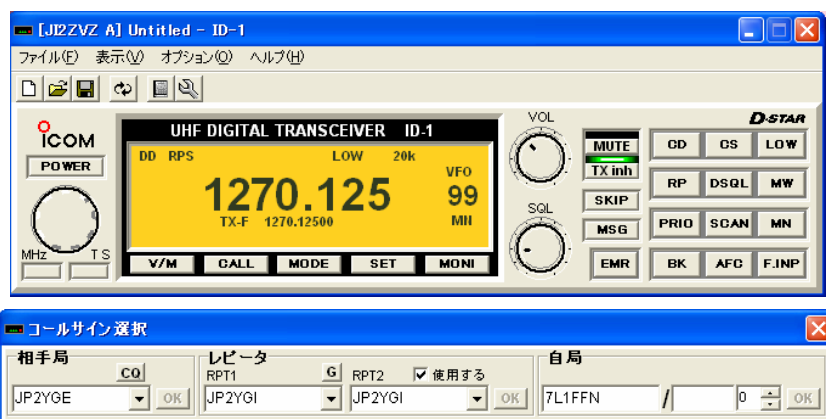 [JI2ZVZ A] Untitled - ID-1
ファイル(F) 表示(V) オプション(O) ヘルプ(H)
ICOM
POWER
MHz TS
UHF DIGITAL TRANSCEIVER ID-1
DD RPS LOW 20k
1270.125
VFO
99
MN
TX-F 1270.12500
V/M CALL MODE SET MONI
VOL
SQL
MUTE
TX inh
SKIP
MSG
EMR
D-STAR
CD CS LOW
RP DSQL MW
PRIO SCAN MN
BK AFC F.INP
コールサイン選択
相手局
CQ
JP2YGE OK
レピータ
RPT1 G RPT2 使用する
JP2YGI JP2YGI OK
自局
7L1FFN / 0 OK